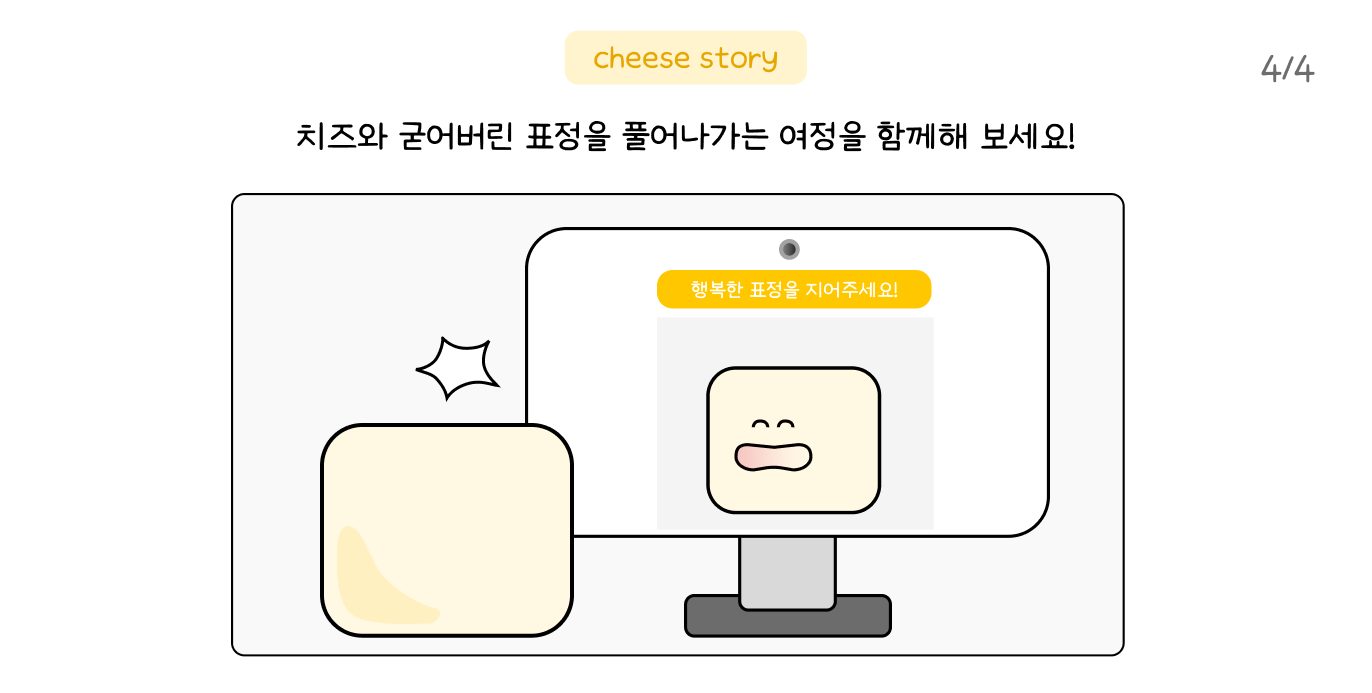 cheese story
4/4
치즈와 굳어버린 표정을 풀어나가는 여정을 함께해 보세요!
행복한 표정을 지어주세요!